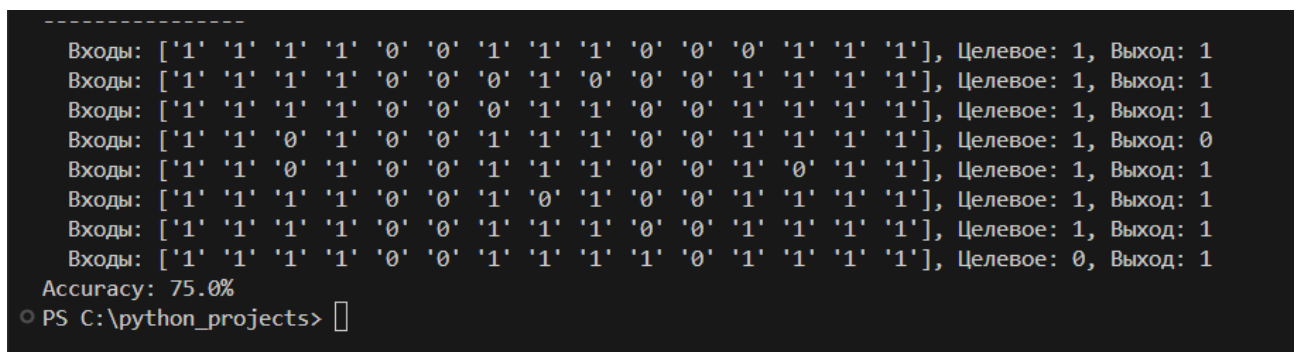 ----------------
Входы: ['1' '1' '1' '1' '0' '0' '1' '1' '1' '0' '0' '0' '1' '1' '1'], Целевое: 1, Выход: 1
Входы: ['1' '1' '1' '1' '0' '0' '0' '1' '0' '0' '0' '1' '1' '1' '1'], Целевое: 1, Выход: 1
Входы: ['1' '1' '1' '1' '0' '0' '0' '1' '1' '0' '0' '1' '1' '1' '1'], Целевое: 1, Выход: 1
Входы: ['1' '1' '0' '1' '0' '0' '1' '1' '1' '0' '0' '1' '1' '1' '1'], Целевое: 1, Выход: 0
Входы: ['1' '1' '0' '1' '0' '0' '1' '1' '1' '0' '0' '1' '0' '1' '1'], Целевое: 1, Выход: 1
Входы: ['1' '1' '1' '1' '0' '0' '1' '0' '1' '0' '0' '1' '1' '1' '1'], Целевое: 1, Выход: 1
Входы: ['1' '1' '1' '1' '0' '0' '1' '1' '1' '0' '0' '1' '1' '1' '1'], Целевое: 1, Выход: 1
Входы: ['1' '1' '1' '1' '0' '0' '1' '1' '1' '1' '0' '1' '1' '1' '1'], Целевое: 0, Выход: 1
Accuracy: 75.0%
PS C:\python_projects>